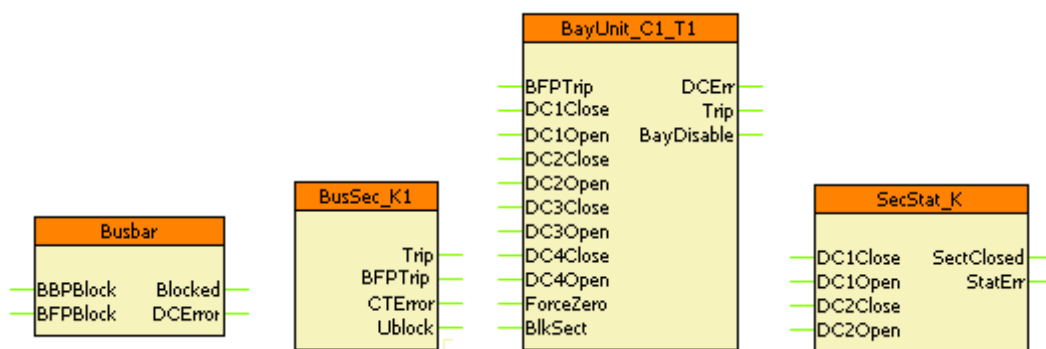 Busbar
BBPBlock Blocked
BFPBlock DCError
BusSec_K1
Trip
BFPTrip
CTError
Ublock
BayUnit_C1_T1
BFPTrip DCErr
DC1Close Trip
DC1Open BayDisable
DC2Close
DC2Open
DC3Close
DC3Open
DC4Close
DC4Open
ForceZero
BlkSect
SecStat_K
DC1Close SectClosed
DC1Open StatErr
DC2Close
DC2Open